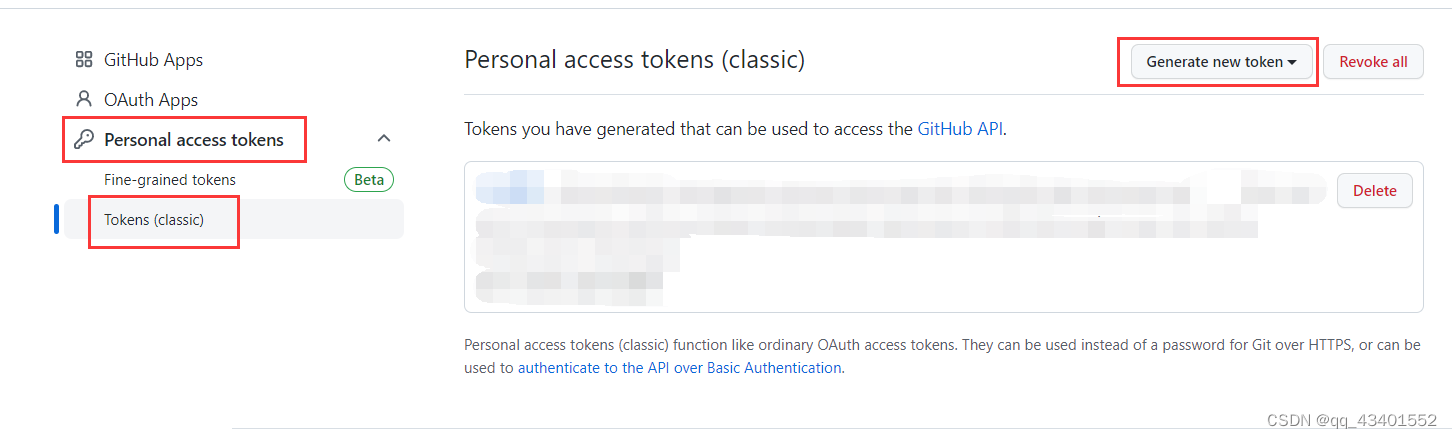 GitHub Apps
OAuth Apps
Personal access tokens
Fine-grained tokens
Beta
Tokens (classic)
Personal access tokens (classic)
Generate new token
Revoke all
Tokens you have generated that can be used to access the GitHub API.
Delete
Personal access tokens (classic) function like ordinary OAuth access tokens. They can be used instead of a password for Git over HTTPS, or can be
used to authenticate to the API over Basic Authentication.
CSDN @qq_43401552